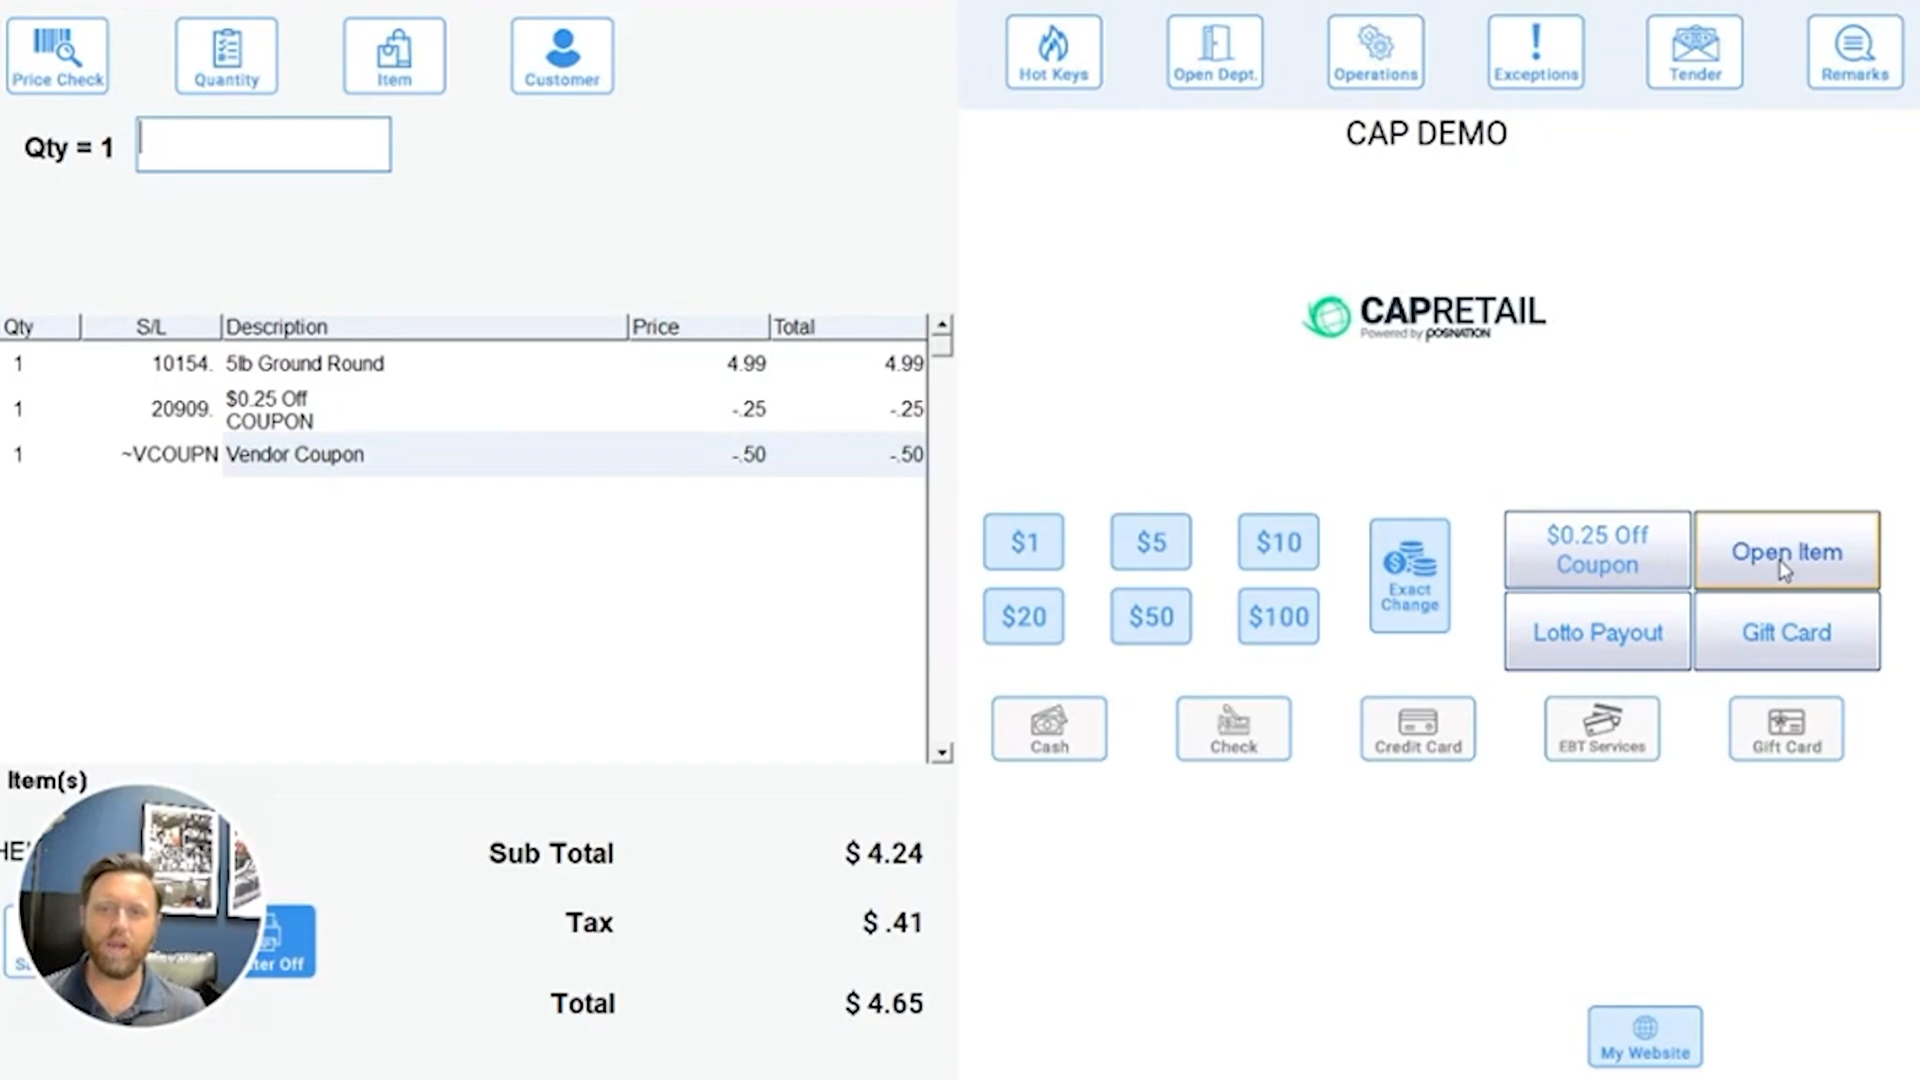 Price Check
Quantity
Item
Customer
Hot Keys
Open Dept.
Operations
Exceptions
Tender
Remarks
Qty = 1
CAP DEMO
CAPRETAIL
Powered by POSNATION
Qty S/L Description Price Total
1 10154. 5lb Ground Round 4.99 4.99
1 20909. $0.25 Off
COUPON -.25 -.25
1 ~VCOUPN Vendor Coupon -.50 -.50
$1 $5 $10
$20 $50 $100
Exact
Change
$0.25 Off
Coupon
Open Item
Lotto Payout
Gift Card
Cash
Check
Credit Card
EBT Services
Gift Card
Item(s)
Sub Total $ 4.24
Tax $ .41
Total $ 4.65
Off
My Website